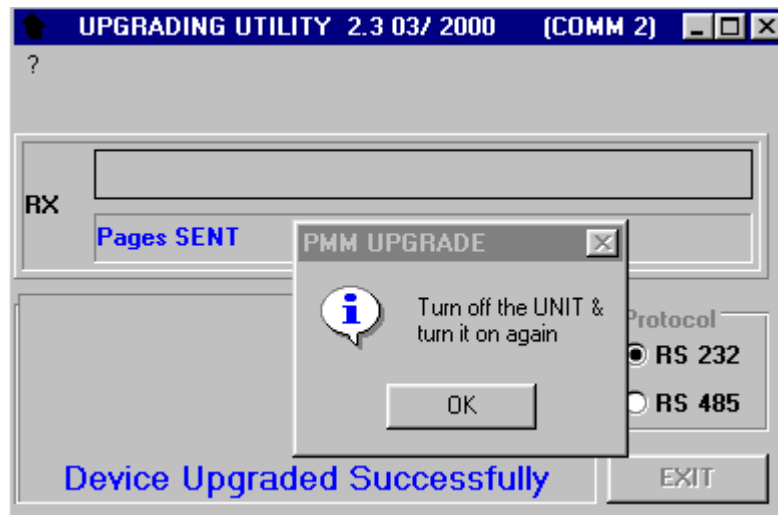 UPGRADING UTILITY 2.3 03/ 2000 (COMM 2)
?
RX
Pages SENT
PMM UPGRADE
Turn off the UNIT &
turn it on again
OK
Protocol
RS 232
RS 485
Device Upgraded Successfully
EXIT